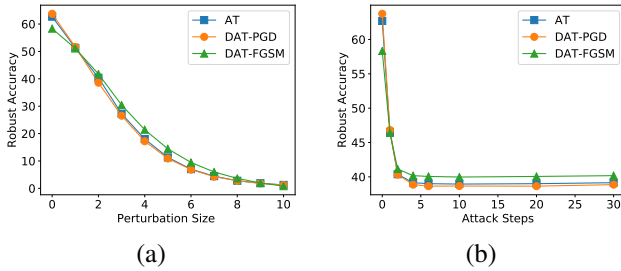 AT
DAT-PGD
DAT-FGSM
Robust Accuracy
60
50
40
30
20
10
0
0 2 4 6 8 10
Perturbation Size
(a)
AT
DAT-PGD
DAT-FGSM
Robust Accuracy
60
55
50
45
40
0 5 10 15 20 25 30
Attack Steps
(b)